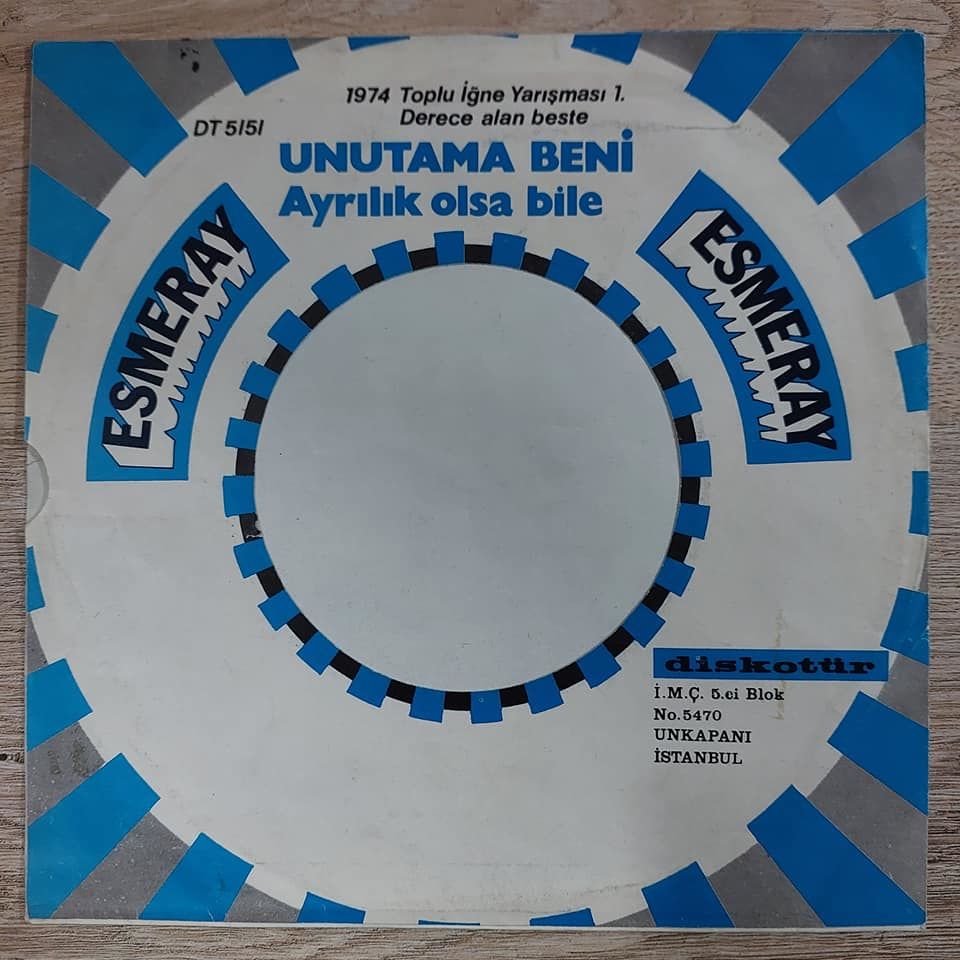 1974 Toplu İğne Yarışması 1.
Derece alan beste
DT 5151
UNUTAMA BENİ
Ayrılık olsa bile
ESMERAY
ESMERAY
diskotür
İ.M.Ç. 5.ci Blok
No.5470
UNKAPANI
İSTANBUL